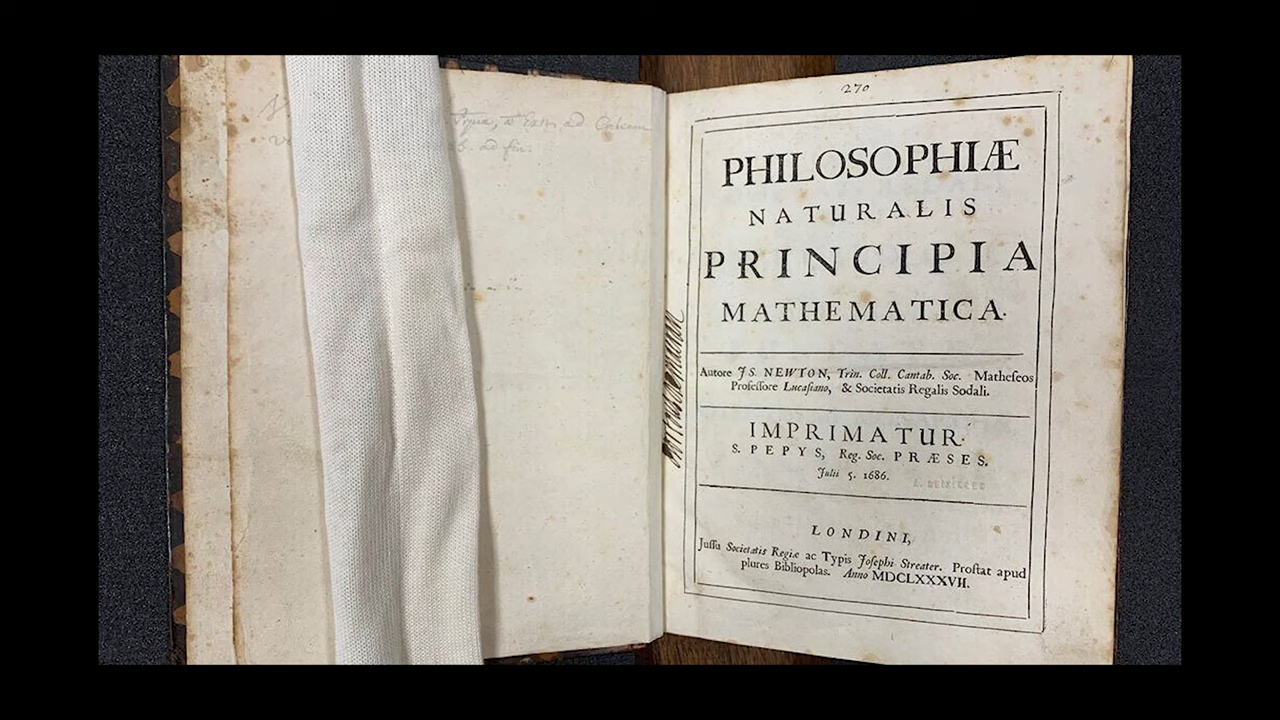 ad fin.
270
PHILOSOPHIÆ
NATURALIS
PRINCIPIA
MATHEMATICA.
Autore JS. NEWTON, Trin. Coll. Cantab. Soc. Matheſeos
Profeſſore Lucaſiano, & Societatis Regalis Sodali.
IMPRIMATUR.
S. PEPYS, Reg. Soc. PRÆSES.
Julii 5. 1686.
LONDINI,
Juſſu Societatis Regiæ ac Typis Joſephi Streater. Proſtat apud
plures Bibliopolas. Anno MDCLXXXVII.